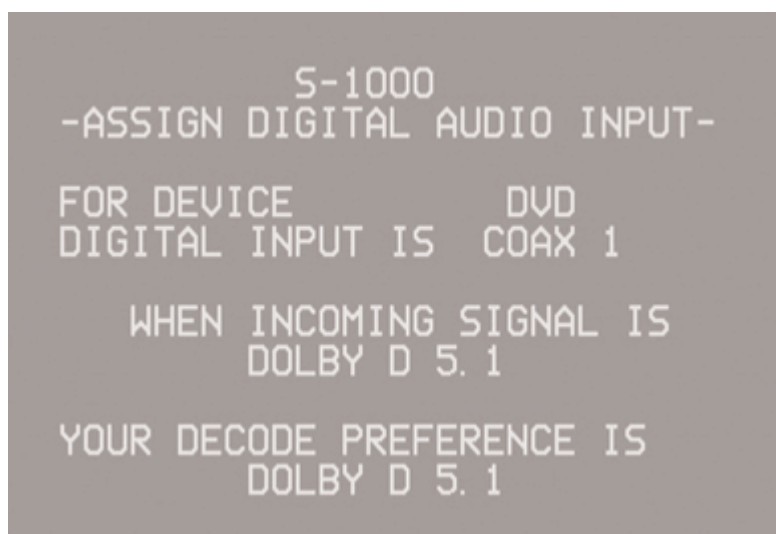 S-1000
-ASSIGN DIGITAL AUDIO INPUT-
FOR DEVICE DVD
DIGITAL INPUT IS COAX 1
WHEN INCOMING SIGNAL IS
DOLBY D 5.1
YOUR DECODE PREFERENCE IS
DOLBY D 5.1